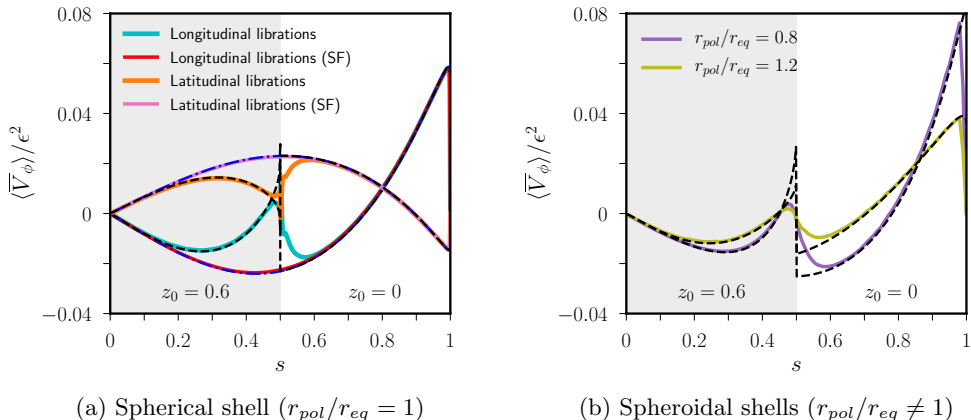 0.08
0.04
0
−0.04
⟨V̅_ϕ⟩/ϵ²
Longitudinal librations
Longitudinal librations (SF)
Latitudinal librations
Latitudinal librations (SF)
z₀ = 0.6
z₀ = 0
0 0.2 0.4 0.6 0.8 1
s
(a) Spherical shell (r_pol/r_eq = 1)
0.08
0.04
0
−0.04
⟨V̅_ϕ⟩/ϵ²
r_pol/r_eq = 0.8
r_pol/r_eq = 1.2
z₀ = 0.6
z₀ = 0
0 0.2 0.4 0.6 0.8 1
s
(b) Spheroidal shells (r_pol/r_eq ≠ 1)